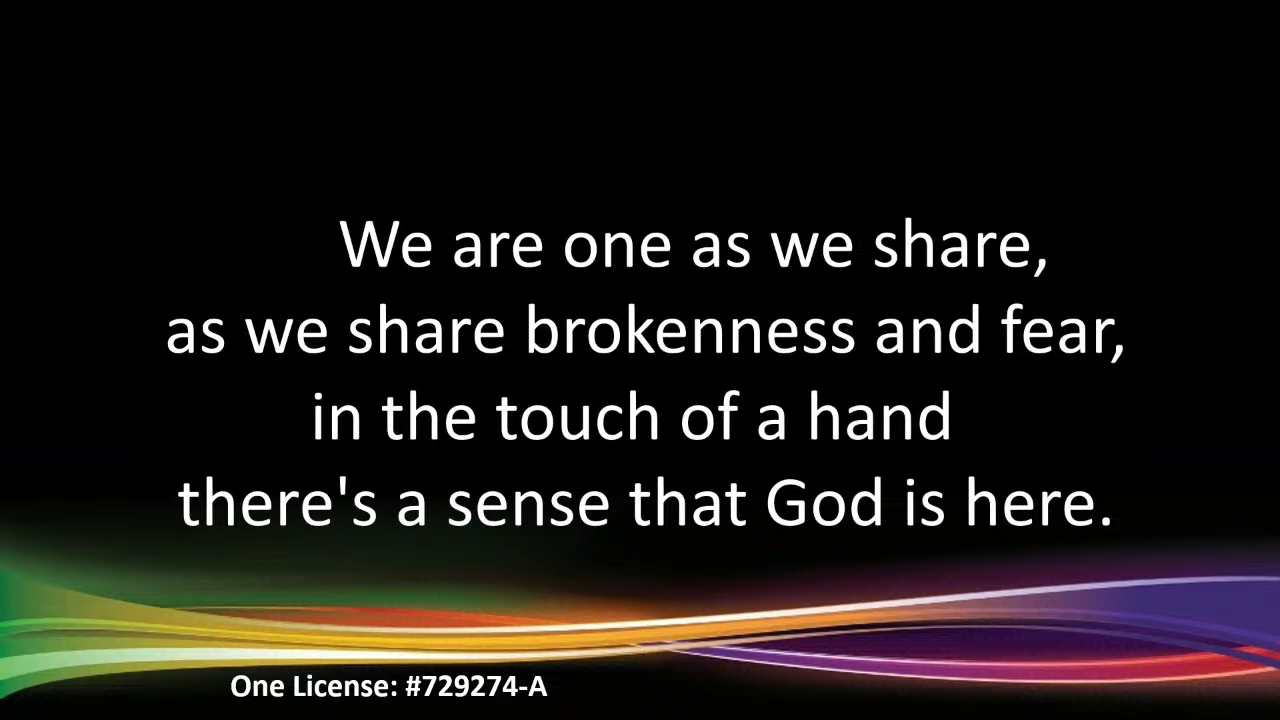 We are one as we share,
as we share brokenness and fear,
in the touch of a hand
there's a sense that God is here.
One License: #729274-A